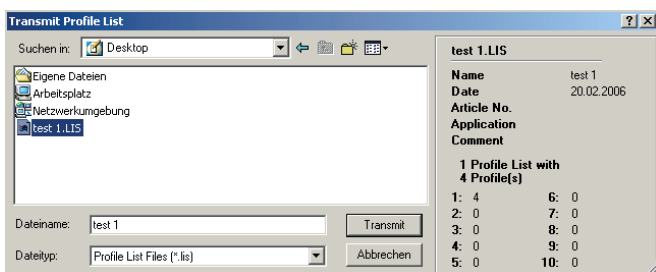 Transmit Profile List
Suchen in: Desktop
Eigene Dateien
Arbeitsplatz
Netzwerkumgebung
test 1.LIS
Dateiname: test 1 Transmit
Dateityp: Profile List Files (*.lis) Abbrechen
test 1.LIS
Name test 1
Date 20.02.2006
Article No.
Application
Comment
1 Profile List with
4 Profile(s)
1: 4 6: 0
2: 0 7: 0
3: 0 8: 0
4: 0 9: 0
5: 0 10: 0